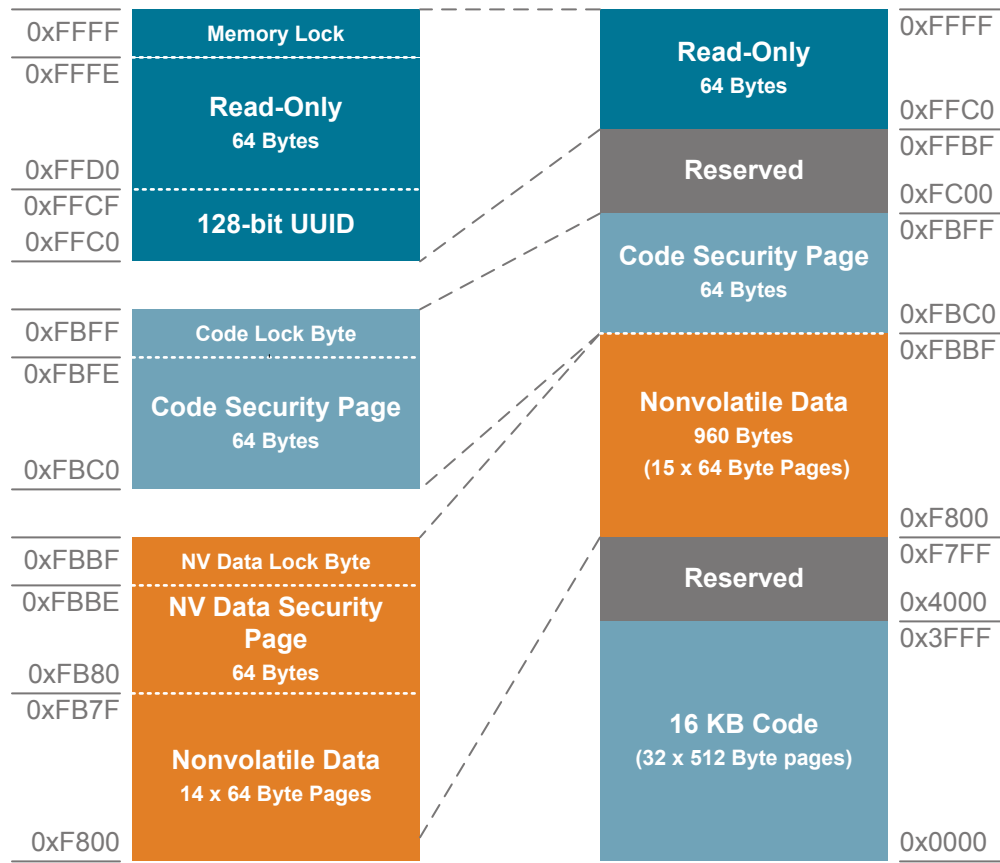 0xFFFF
Memory Lock
0xFFFE
Read-Only
64 Bytes
0xFFD0
0xFFCF
128-bit UUID
0xFFC0
0xFBFF
Code Lock Byte
0xFBFE
Code Security Page
64 Bytes
0xFBC0
0xFBBF
NV Data Lock Byte
0xFBBE
NV Data Security
Page
64 Bytes
0xFB80
0xFB7F
Nonvolatile Data
14 x 64 Byte Pages
0xF800
0xFFFF
Read-Only
64 Bytes
0xFFC0
0xFFBF
Reserved
0xFC00
0xFBFF
Code Security Page
64 Bytes
0xFBC0
0xFBBF
Nonvolatile Data
960 Bytes
(15 x 64 Byte Pages)
0xF800
0xF7FF
Reserved
0x4000
0x3FFF
16 KB Code
(32 x 512 Byte pages)
0x0000